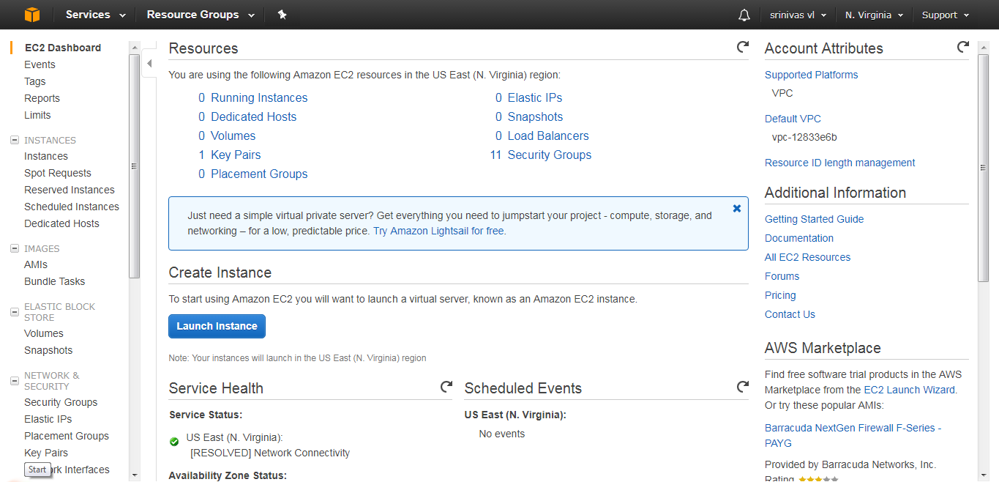 Services Resource Groups srinivas vl N. Virginia Support
EC2 Dashboard
Events
Tags
Reports
Limits
INSTANCES
Instances
Spot Requests
Reserved Instances
Scheduled Instances
Dedicated Hosts
IMAGES
AMIs
Bundle Tasks
ELASTIC BLOCK
STORE
Volumes
Snapshots
NETWORK &
SECURITY
Security Groups
Elastic IPs
Placement Groups
Key Pairs
Start rk Interfaces
Resources
You are using the following Amazon EC2 resources in the US East (N. Virginia) region:
0 Running Instances 0 Elastic IPs
0 Dedicated Hosts 0 Snapshots
0 Volumes 0 Load Balancers
1 Key Pairs 11 Security Groups
0 Placement Groups
Just need a simple virtual private server? Get everything you need to jumpstart your project - compute, storage, and
networking – for a low, predictable price. Try Amazon Lightsail for free.
Create Instance
To start using Amazon EC2 you will want to launch a virtual server, known as an Amazon EC2 instance.
Launch Instance
Note: Your instances will launch in the US East (N. Virginia) region
Service Health
Service Status:
US East (N. Virginia):
[RESOLVED] Network Connectivity
Availability Zone Status:
Scheduled Events
US East (N. Virginia):
No events
Account Attributes
Supported Platforms
VPC
Default VPC
vpc-12833e6b
Resource ID length management
Additional Information
Getting Started Guide
Documentation
All EC2 Resources
Forums
Pricing
Contact Us
AWS Marketplace
Find free software trial products in the AWS
Marketplace from the EC2 Launch Wizard.
Or try these popular AMIs:
Barracuda NextGen Firewall F-Series -
PAYG
Provided by Barracuda Networks, Inc.
Rating